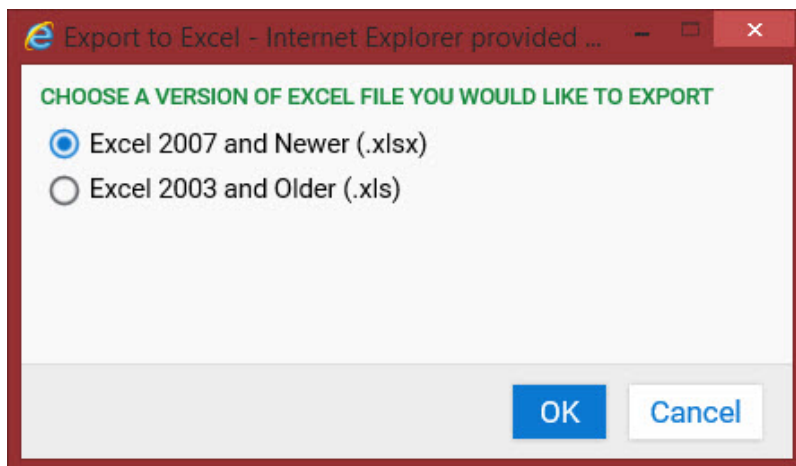 Export to Excel - Internet Explorer provided ...
CHOOSE A VERSION OF EXCEL FILE YOU WOULD LIKE TO EXPORT
Excel 2007 and Newer (.xlsx)
Excel 2003 and Older (.xls)
OK Cancel